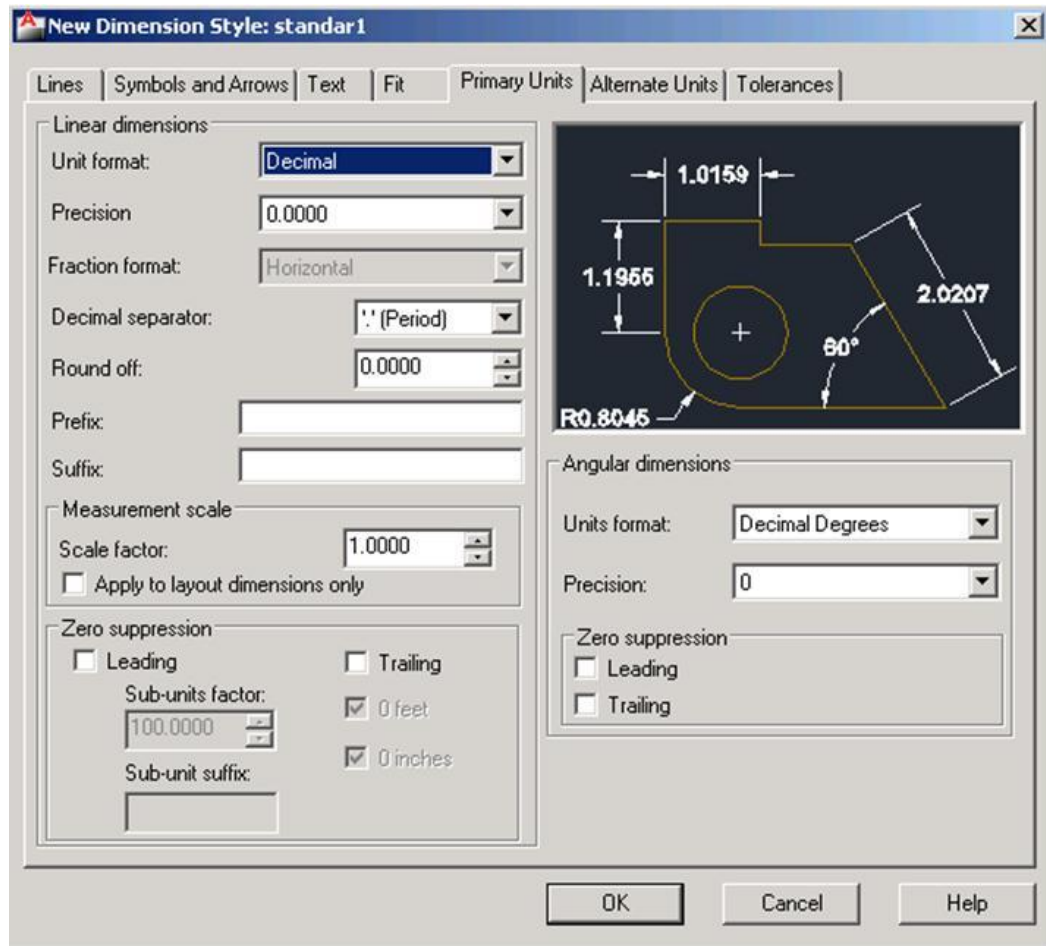 New Dimension Style: standar1
Lines Symbols and Arrows Text Fit Primary Units Alternate Units Tolerances
Linear dimensions
Unit format: Decimal
Precision 0.0000
Fraction format: Horizontal
Decimal separator: '.' (Period)
Round off: 0.0000
Prefix:
Suffix:
Measurement scale
Scale factor: 1.0000
Apply to layout dimensions only
Zero suppression
Leading
Sub-units factor:
100.0000
Sub-unit suffix:
Trailing
0 feet
0 inches
1.0159
1.1955
2.0207
60°
R0.8045
Angular dimensions
Units format: Decimal Degrees
Precision: 0
Zero suppression
Leading
Trailing
OK Cancel Help